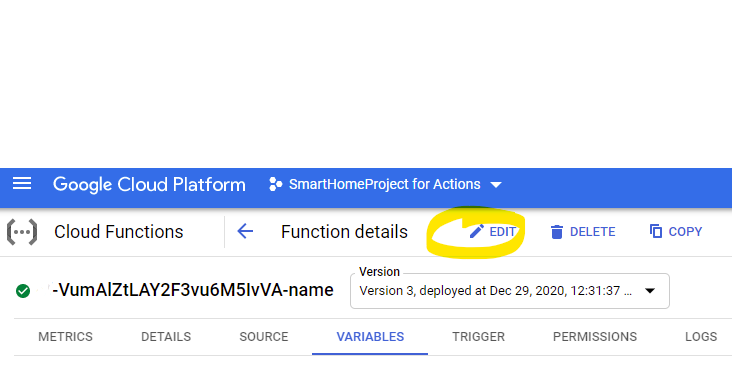 Google Cloud Platform SmartHomeProject for Actions
Cloud Functions Function details EDIT DELETE COPY
Version
-VumAlZtLAY2F3vu6M5IvVA-name Version 3, deployed at Dec 29, 2020, 12:31:37 ...
METRICS DETAILS SOURCE VARIABLES TRIGGER PERMISSIONS LOGS